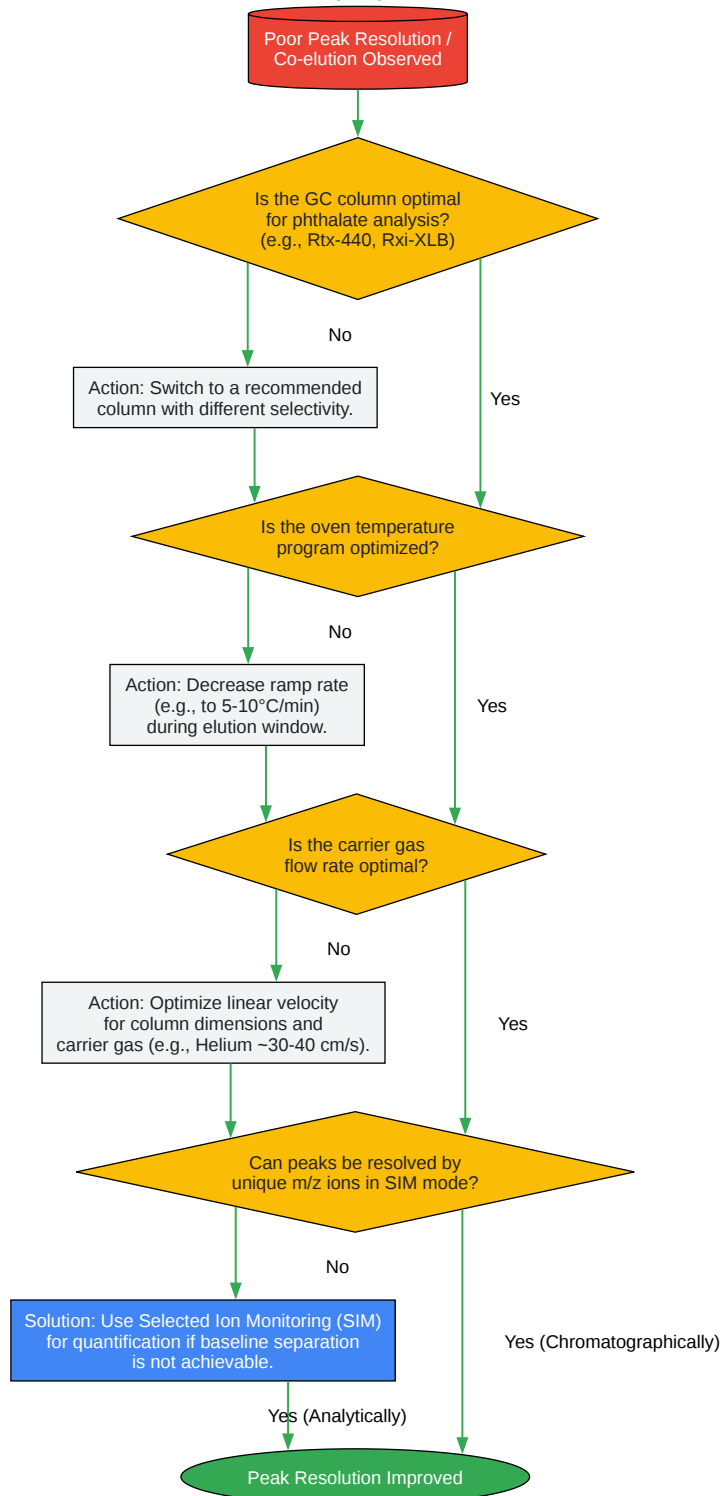 Poor Peak Resolution /
Co-elution Observed
Is the GC column optimal
for phthalate analysis?
(e.g., Rtx-440, Rxi-XLB)
No
Action: Switch to a recommended
column with different selectivity.
Yes
Is the oven temperature
program optimized?
No
Action: Decrease ramp rate
(e.g., to 5-10°C/min)
during elution window.
Yes
Is the carrier gas
flow rate optimal?
No
Action: Optimize linear velocity
for column dimensions and
carrier gas (e.g., Helium ~30-40 cm/s).
Yes
Can peaks be resolved by
unique m/z ions in SIM mode?
No
Solution: Use Selected Ion Monitoring (SIM)
for quantification if baseline separation
is not achievable.
Yes (Chromatographically)
Yes (Analytically)
Peak Resolution Improved